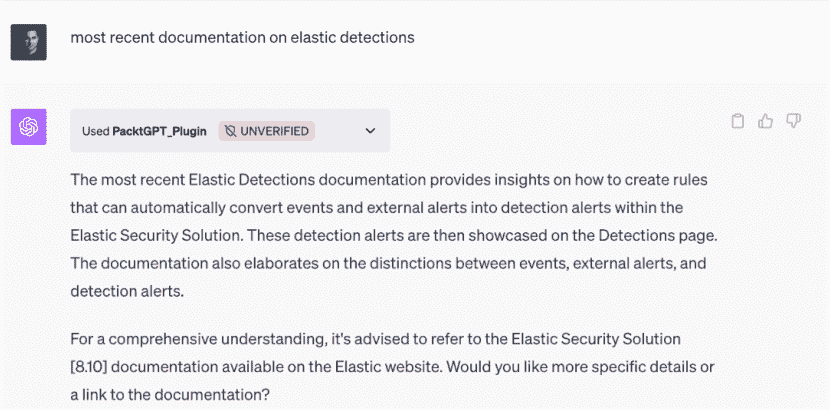 most recent documentation on elastic detections
Used PacktGPT_Plugin UNVERIFIED
The most recent Elastic Detections documentation provides insights on how to create rules
that can automatically convert events and external alerts into detection alerts within the
Elastic Security Solution. These detection alerts are then showcased on the Detections page.
The documentation also elaborates on the distinctions between events, external alerts, and
detection alerts.
For a comprehensive understanding, it's advised to refer to the Elastic Security Solution
[8.10] documentation available on the Elastic website. Would you like more specific details or
a link to the documentation?